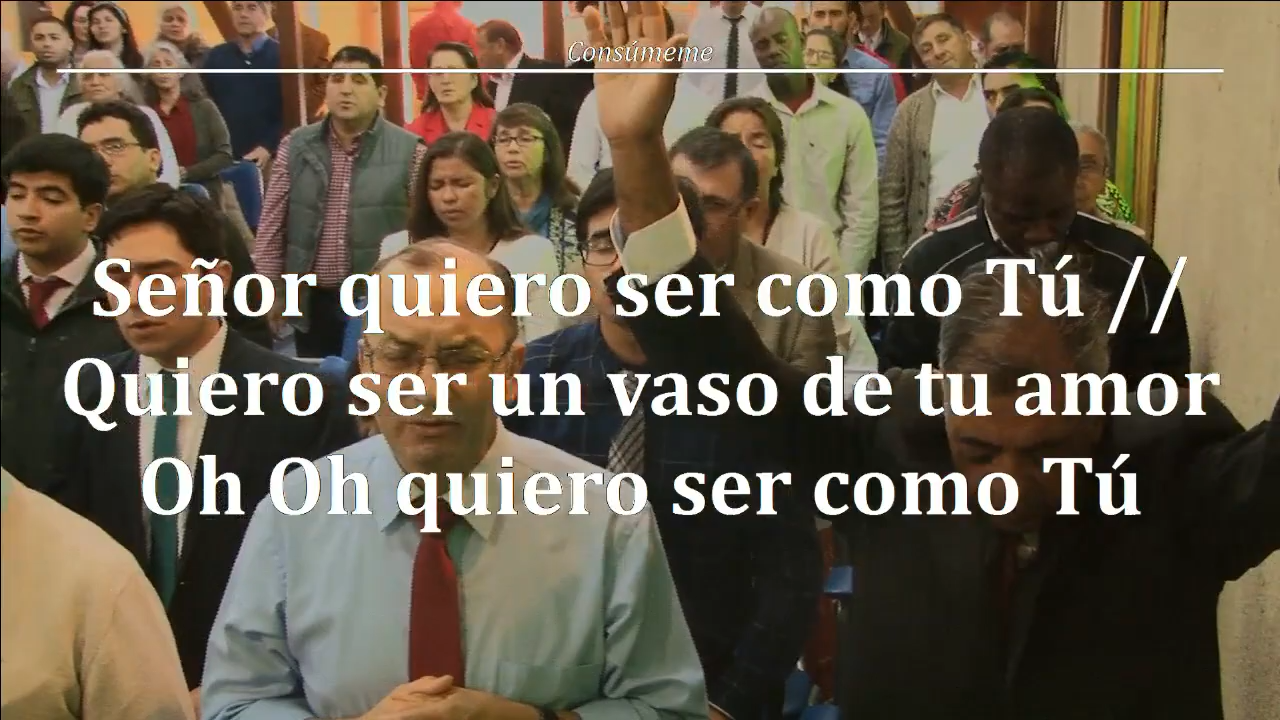 Consúmeme
Señor quiero ser como Tú //
Quiero ser un vaso de tu amor
Oh Oh quiero ser como Tú